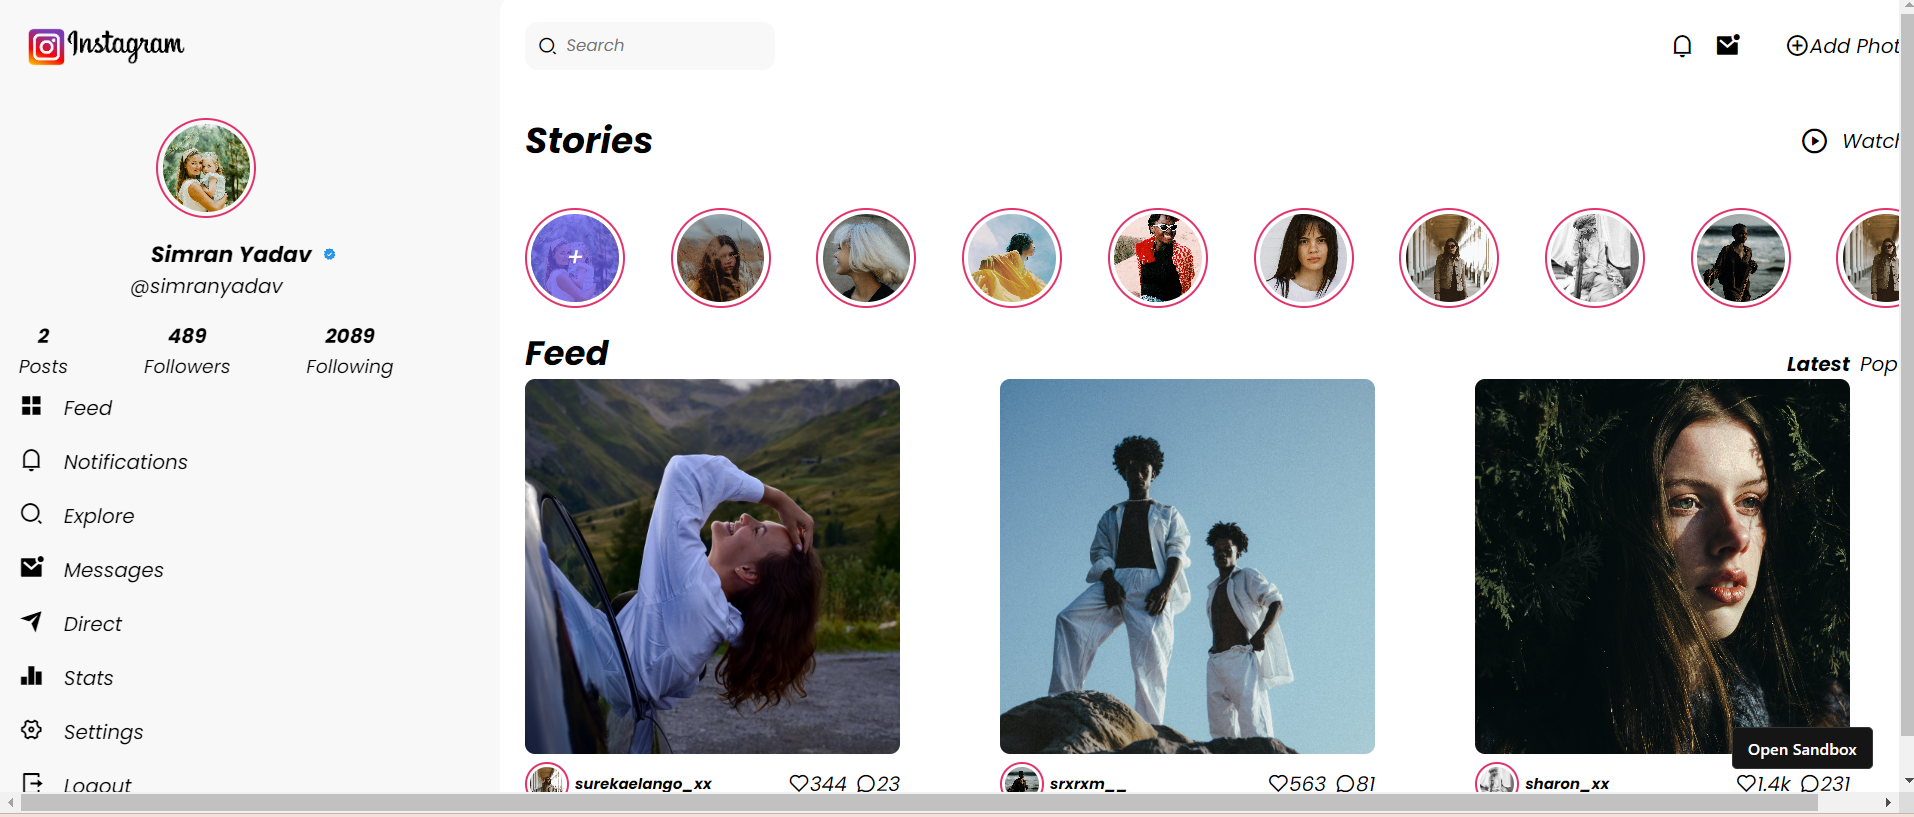 Instagram
Search
Add Phot
Simran Yadav
@simranyadav
2 489 2089
Posts Followers Following
Feed
Notifications
Explore
Messages
Direct
Stats
Settings
Logout
Stories
Watch
+
Feed
Latest Pop
surekaelango_xx 344 23
srxrxm__ 563 81
sharon_xx 1.4k 231
Open Sandbox